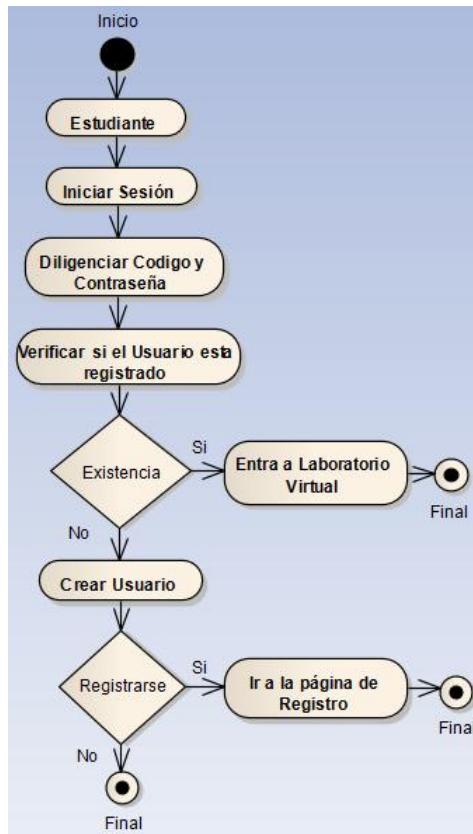 Inicio
Estudiante
Iniciar Sesión
Diligenciar Codigo y
Contraseña
Verificar si el Usuario esta
registrado
Existencia
Si
Entra a Laboratorio
Virtual
Final
No
Crear Usuario
Registrarse
Si
Ir a la página de
Registro
Final
No
Final